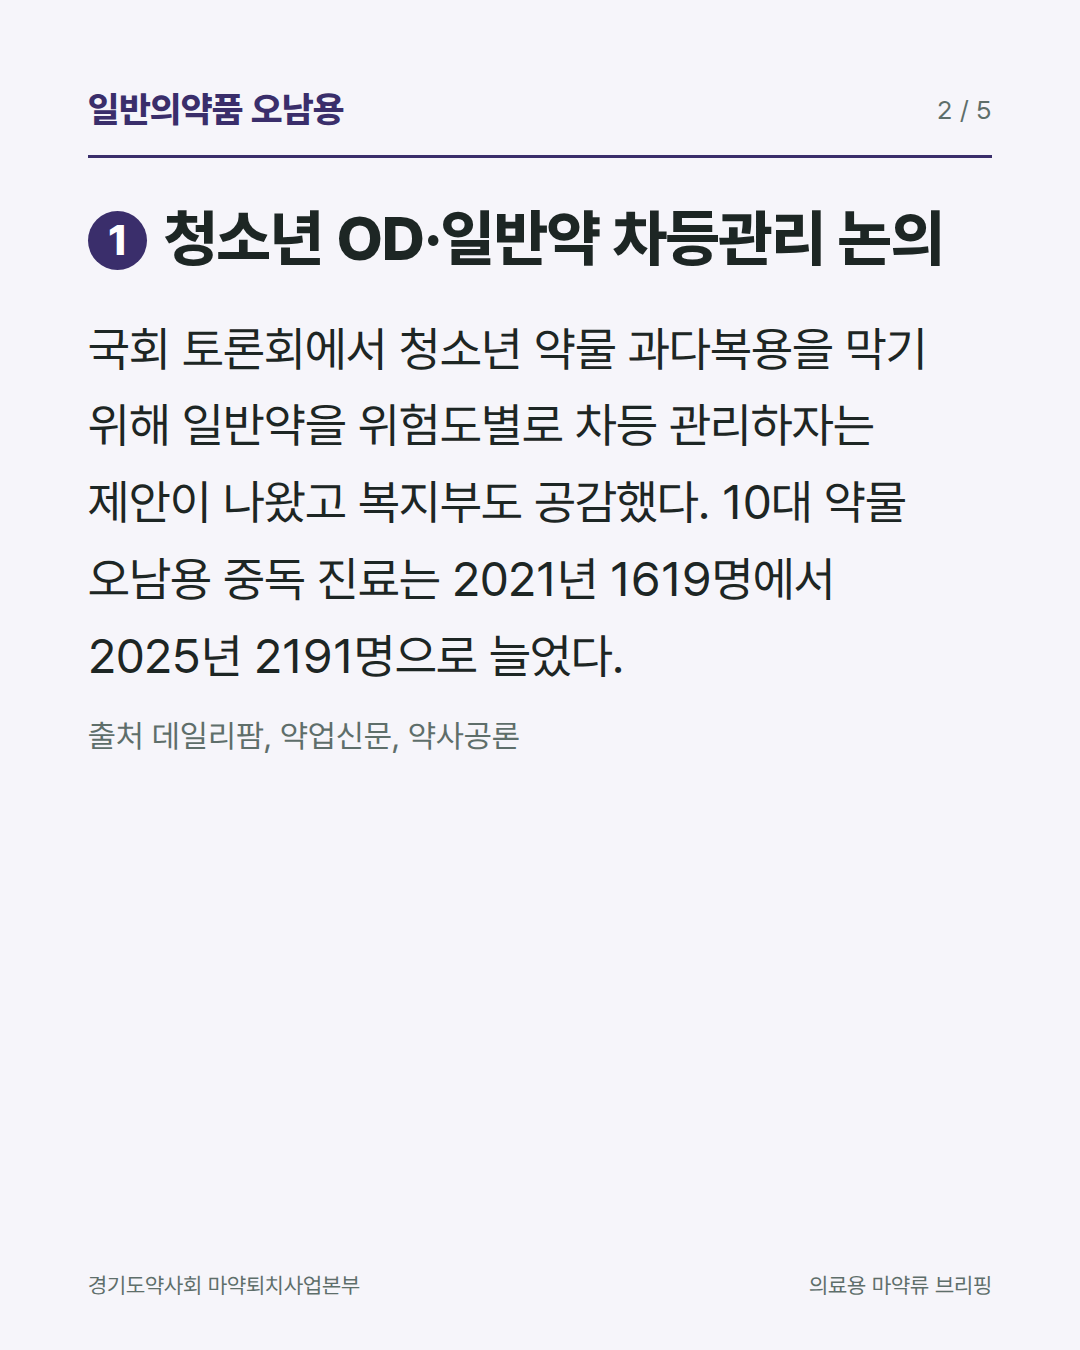 일반의약품 오남용
2 / 5
1 청소년 OD·일반약 차등관리 논의
국회 토론회에서 청소년 약물 과다복용을 막기
위해 일반약을 위험도별로 차등 관리하자는
제안이 나왔고 복지부도 공감했다. 10대 약물
오남용 중독 진료는 2021년 1619명에서
2025년 2191명으로 늘었다.
출처 데일리팜, 약업신문, 약사공론
경기도약사회 마약퇴치사업본부
의료용 마약류 브리핑